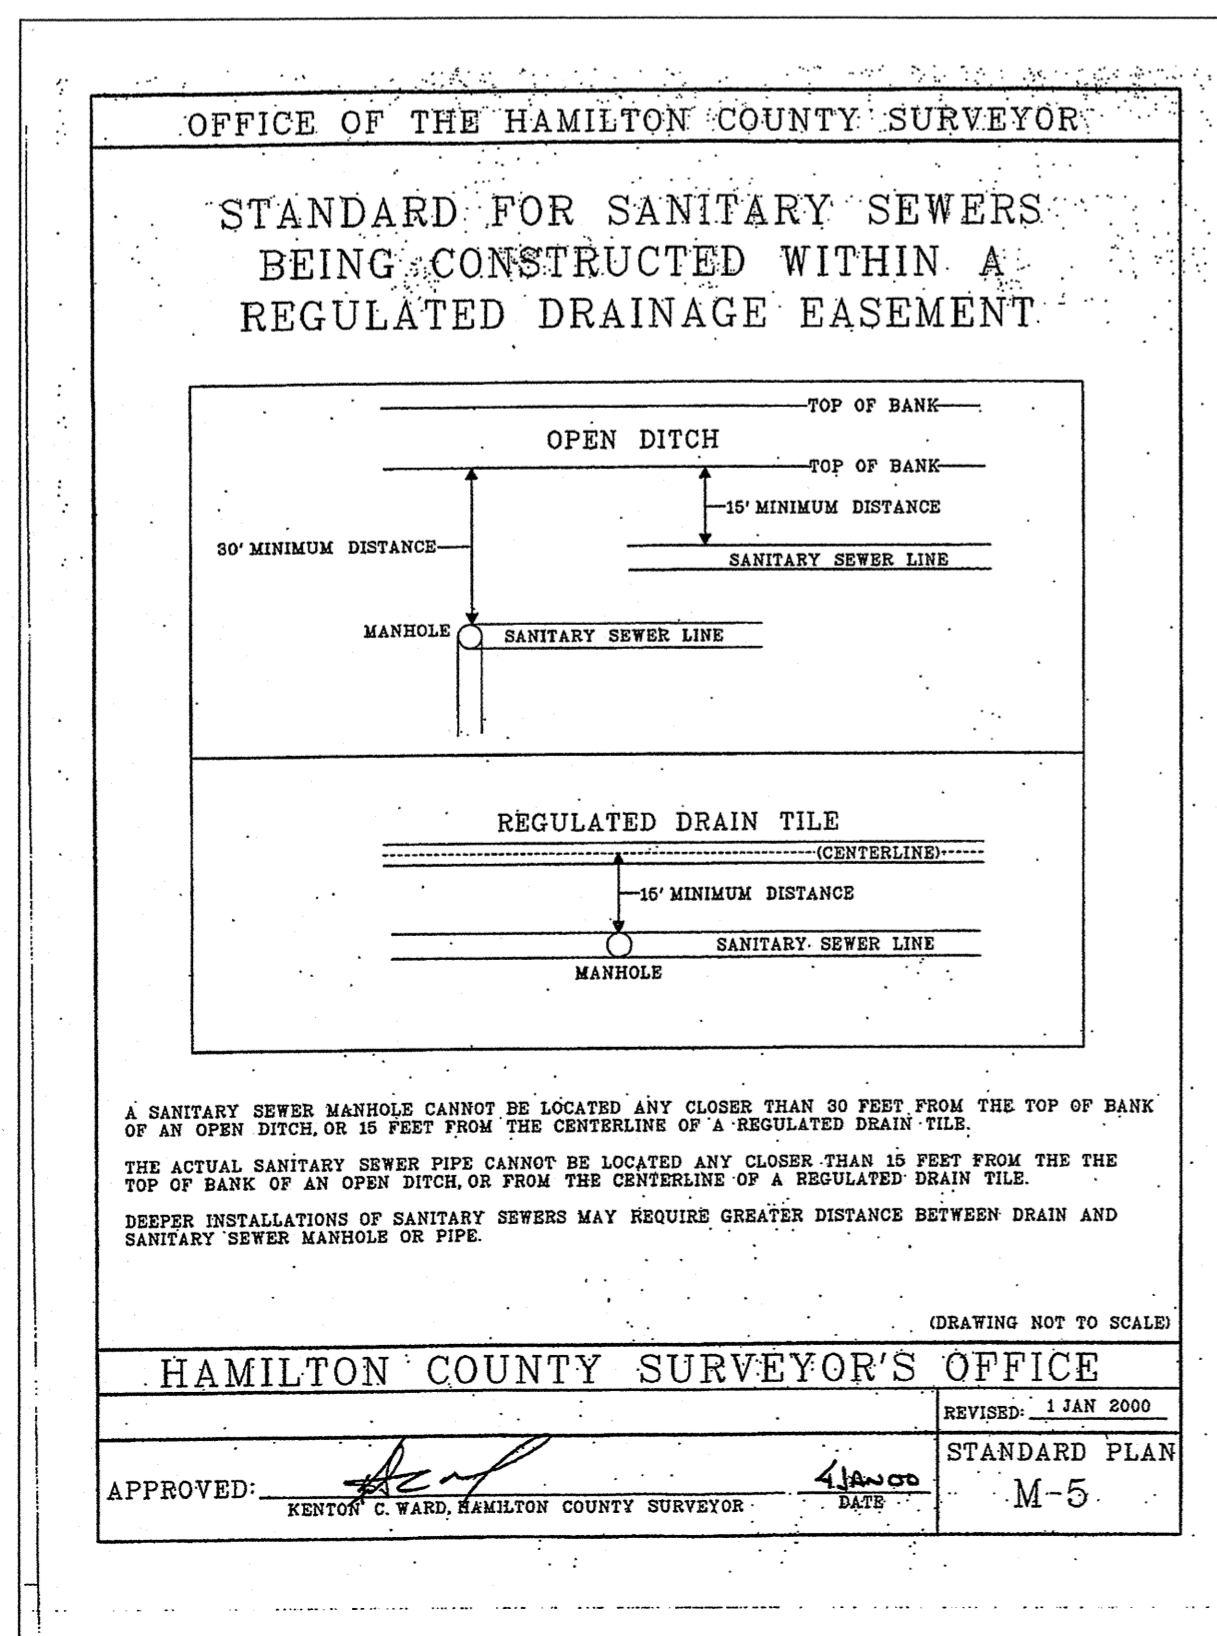 OFFICE OF THE HAMILTON COUNTY SURVEYOR
STANDARD FOR SANITARY SEWERS
BEING CONSTRUCTED WITHIN A
REGULATED DRAINAGE EASEMENT
TOP OF BANK
OPEN DITCH
TOP OF BANK
15' MINIMUM DISTANCE
30' MINIMUM DISTANCE
SANITARY SEWER LINE
MANHOLE
SANITARY SEWER LINE
REGULATED DRAIN TILE
(CENTERLINE)
15' MINIMUM DISTANCE
SANITARY SEWER LINE
MANHOLE
A SANITARY SEWER MANHOLE CANNOT BE LOCATED ANY CLOSER THAN 30 FEET FROM THE TOP OF BANK
OF AN OPEN DITCH, OR 15 FEET FROM THE CENTERLINE OF A REGULATED DRAIN TILE.
THE ACTUAL SANITARY SEWER PIPE CANNOT BE LOCATED ANY CLOSER THAN 15 FEET FROM THE THE
TOP OF BANK OF AN OPEN DITCH, OR FROM THE CENTERLINE OF A REGULATED DRAIN TILE.
DEEPER INSTALLATIONS OF SANITARY SEWERS MAY REQUIRE GREATER DISTANCE BETWEEN DRAIN AND
SANITARY SEWER MANHOLE OR PIPE.
(DRAWING NOT TO SCALE)
HAMILTON COUNTY SURVEYOR'S OFFICE
REVISED: 1 JAN 2000
STANDARD PLAN
M-5
APPROVED:
4 JAN 00
KENTON C. WARD, HAMILTON COUNTY SURVEYOR
DATE